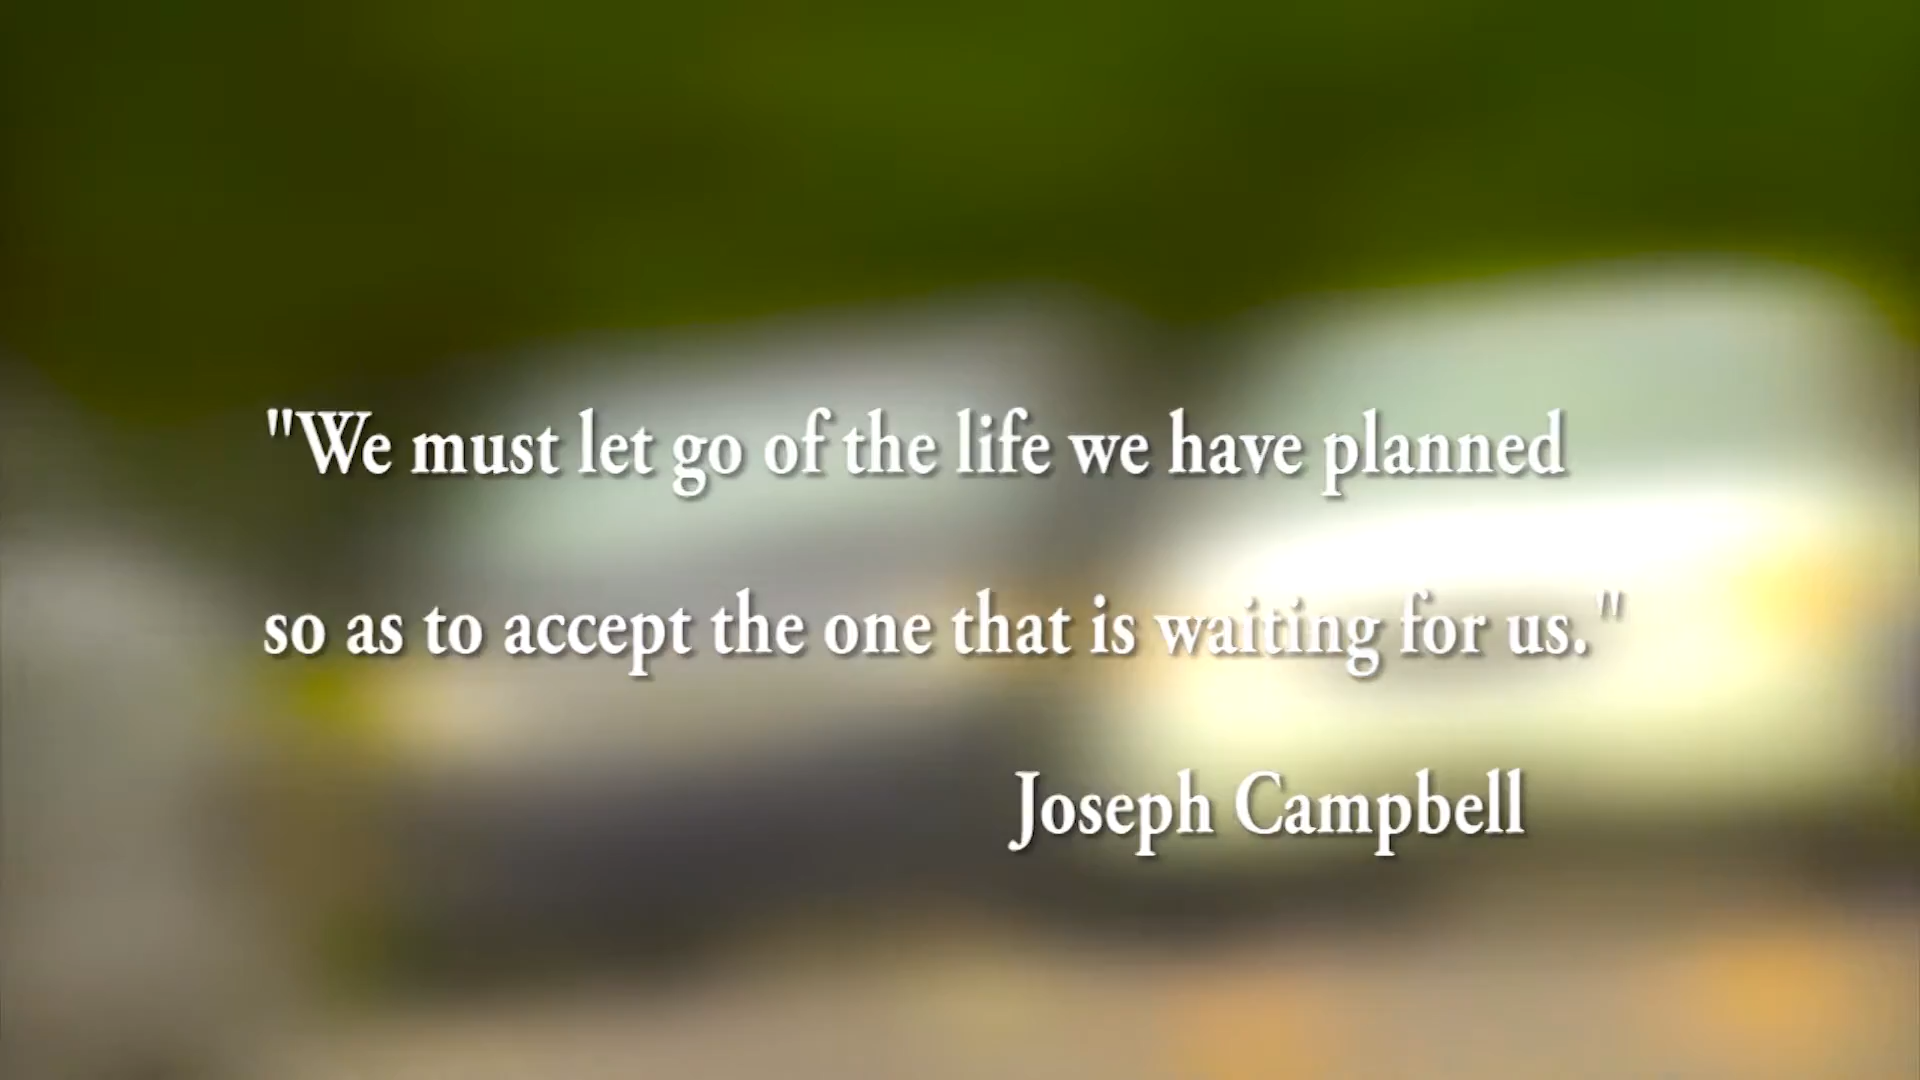 "We must let go of the life we have planned
so as to accept the one that is waiting for us."
Joseph Campbell